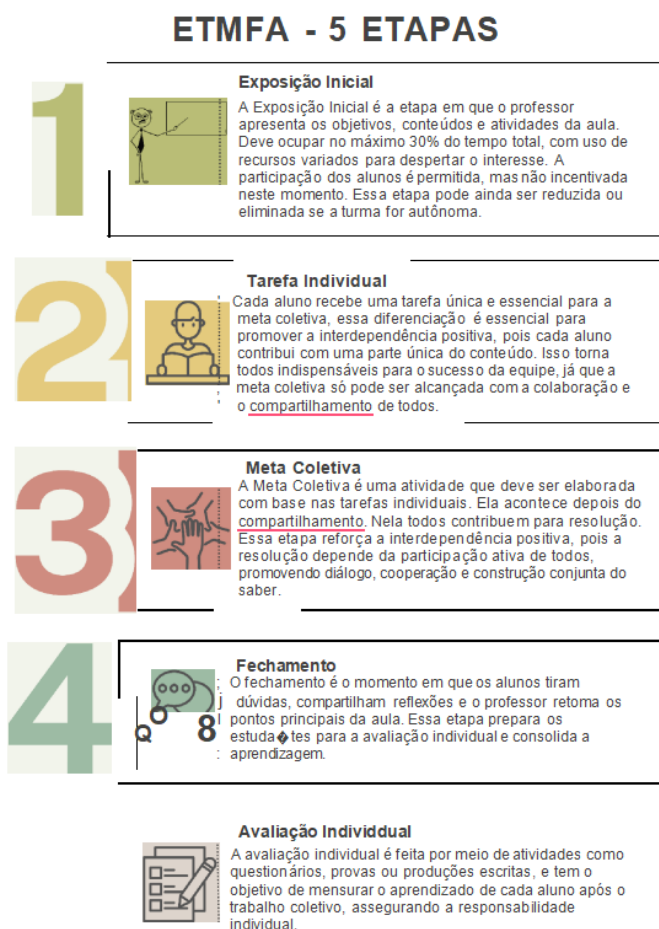 ETMFA - 5 ETAPAS
1
Exposição Inicial
A Exposição Inicial é a etapa em que o professor
apresenta os objetivos, conteúdos e atividades da aula.
Deve ocupar no máximo 30% do tempo total, com uso de
recursos variados para despertar o interesse. A
participação dos alunos é permitida, mas não incentivada
neste momento. Essa etapa pode ainda ser reduzida ou
eliminada se a turma for autônoma.
2
Tarefa Individual
Cada aluno recebe uma tarefa única e essencial para a
meta coletiva, essa diferenciação é essencial para
promover a interdependência positiva, pois cada aluno
contribui com uma parte única do conteúdo. Isso torna
todos indispensáveis para o sucesso da equipe, já que a
meta coletiva só pode ser alcançada com a colaboração e
o compartilhamento de todos.
3
Meta Coletiva
A Meta Coletiva é uma atividade que deve ser elaborada
com base nas tarefas individuais. Ela acontece depois do
compartilhamento. Nela todos contribuem para resolução.
Essa etapa reforça a interdependência positiva, pois a
resolução depende da participação ativa de todos,
promovendo diálogo, cooperação e construção conjunta do
saber.
4
Fechamento
; O fechamento é o momento em que os alunos tiram
j dúvidas, compartilham reflexões e o professor retoma os
QO 8 l pontos principais da aula. Essa etapa prepara os
estuda�tes para a avaliação individual e consolida a
: aprendizagem.
Avaliação Individdual
A avaliação individual é feita por meio de atividades como
questionários, provas ou produções escritas, e tem o
objetivo de mensurar o aprendizado de cada aluno após o
trabalho coletivo, assegurando a responsabilidade
individual.